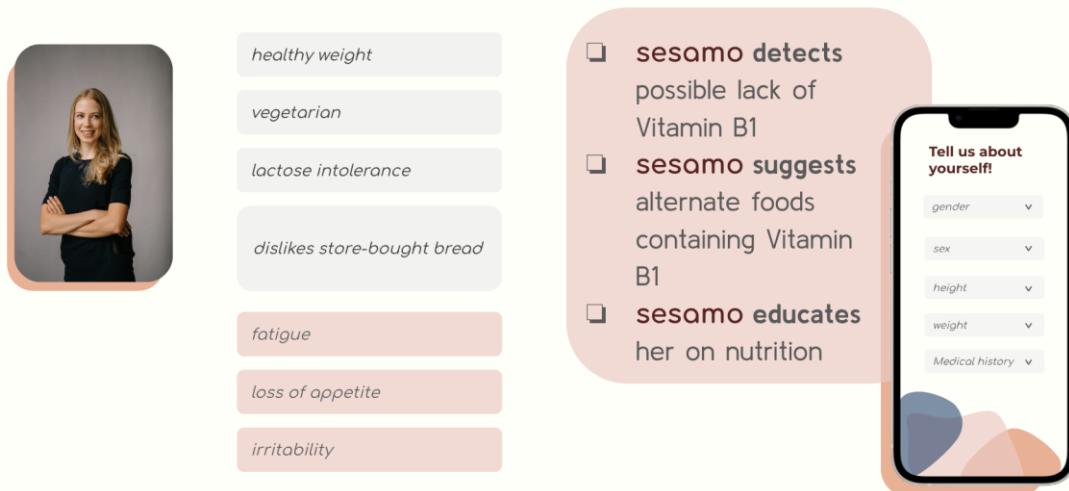 healthy weight
vegetarian
lactose intolerance
dislikes store-bought bread
fatigue
loss of appetite
irritability
sesamo detects
possible lack of
Vitamin B1
sesamo suggests
alternate foods
containing Vitamin
B1
sesamo educates
her on nutrition
Tell us about
yourself!
gender
sex
height
weight
Medical history